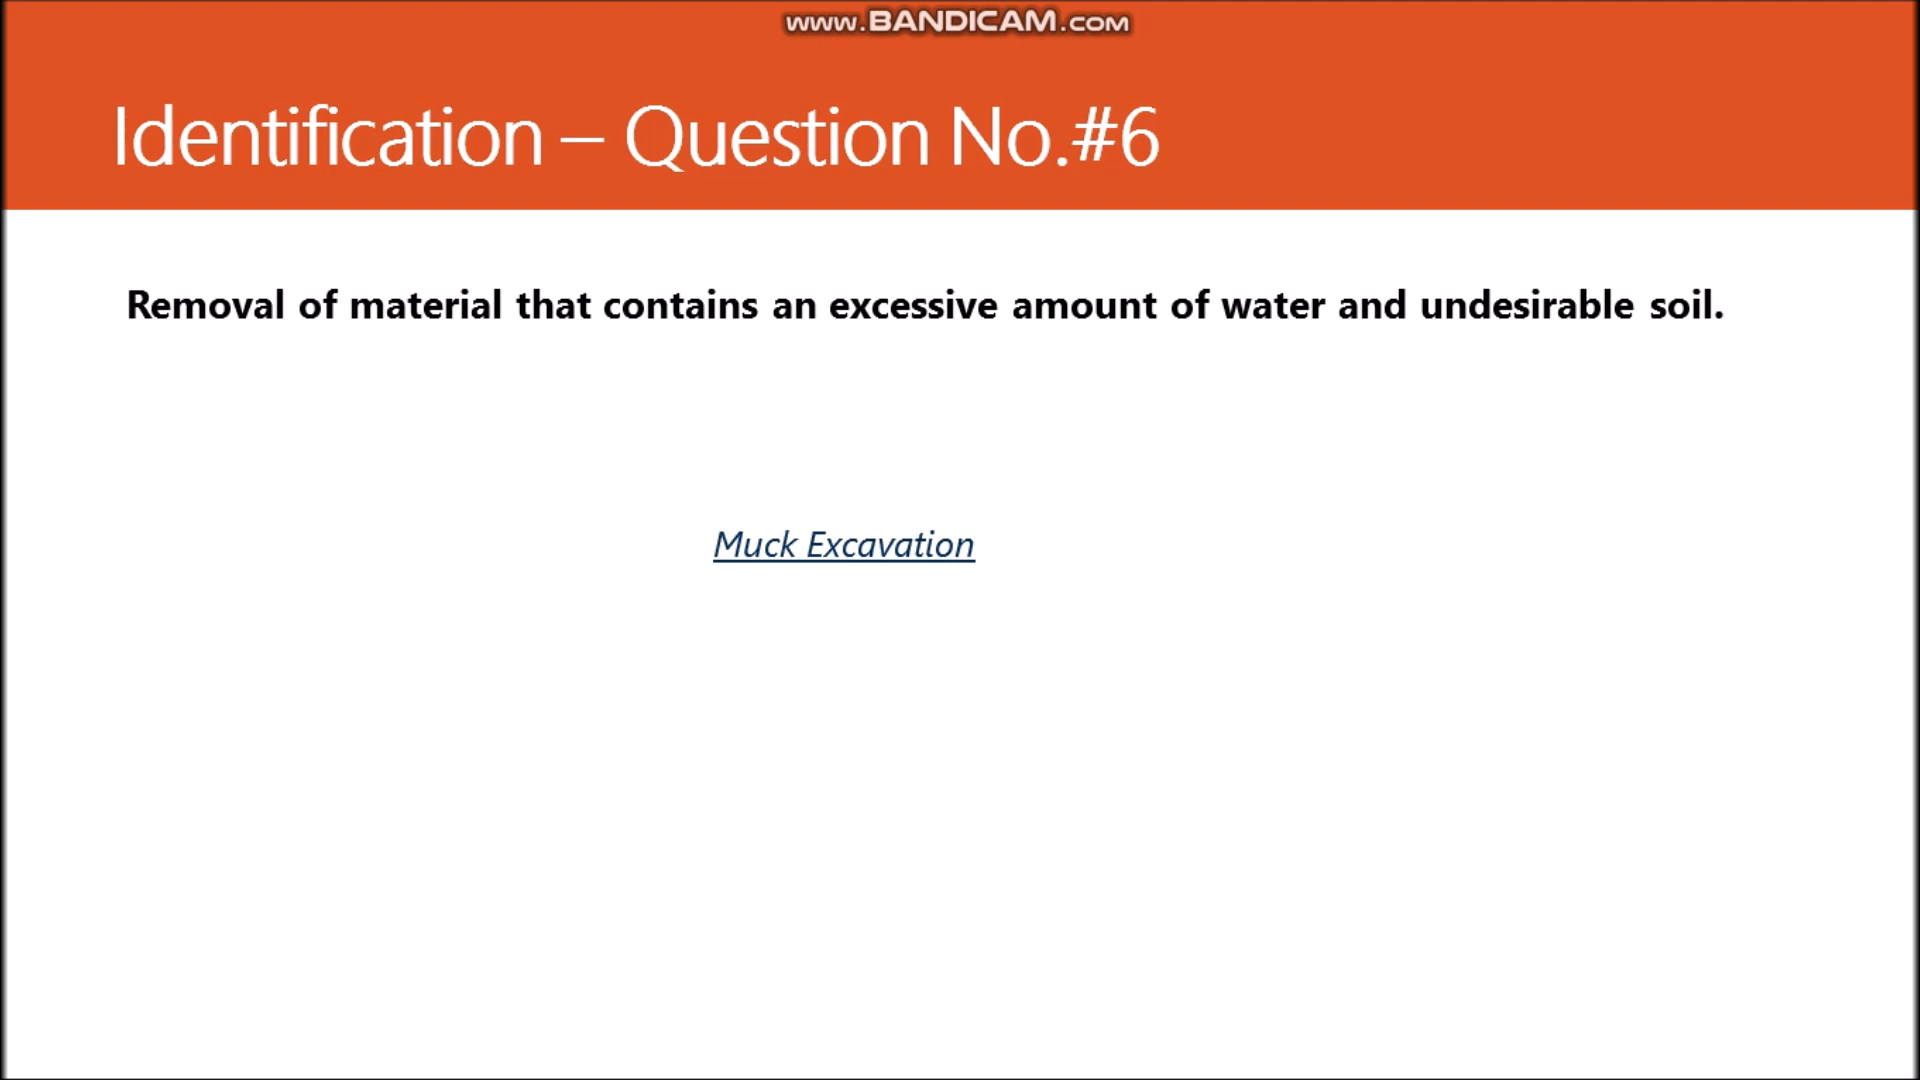 www.BANDICAM.com
Identification – Question No.#6
Removal of material that contains an excessive amount of water and undesirable soil.
Muck Excavation